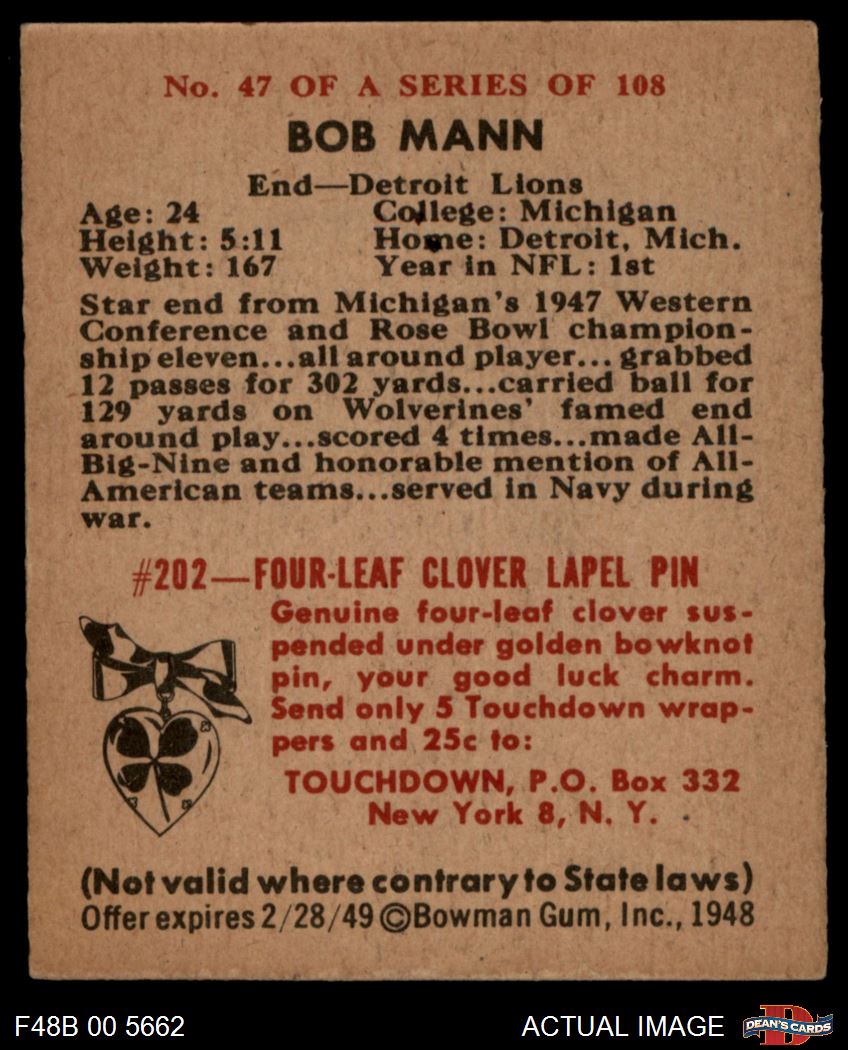 No. 47 OF A SERIES OF 108
BOB MANN
End—Detroit Lions
Age: 24 College: Michigan
Height: 5:11 Home: Detroit, Mich.
Weight: 167 Year in NFL: 1st
Star end from Michigan's 1947 Western
Conference and Rose Bowl champion-
ship eleven...all around player... grabbed
12 passes for 302 yards...carried ball for
129 yards on Wolverines' famed end
around play...scored 4 times...made All-
Big-Nine and honorable mention of All-
American teams...served in Navy during
war.
#202—FOUR-LEAF CLOVER LAPEL PIN
Genuine four-leaf clover sus-
pended under golden bowknot
pin, your good luck charm.
Send only 5 Touchdown wrap-
pers and 25c to:
TOUCHDOWN, P.O. Box 332
New York 8, N. Y.
(Not valid where contrary to State laws)
Offer expires 2/28/49 ©Bowman Gum, Inc., 1948
F48B 00 5662 ACTUAL IMAGE DEAN'S CARDS